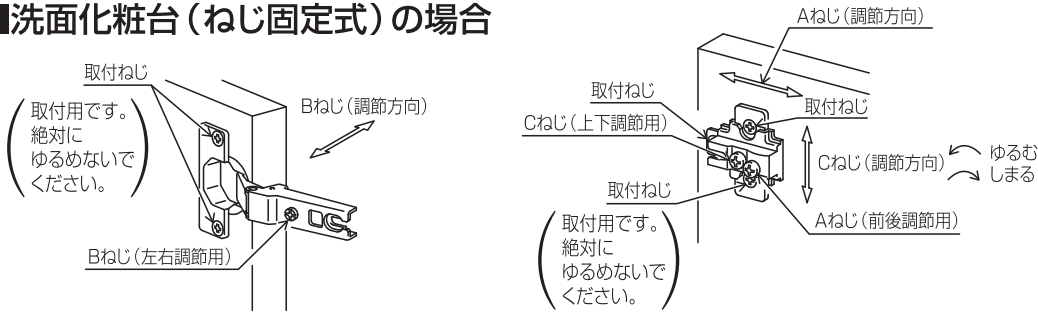 洗面化粧台（ねじ固定式）の場合
取付ねじ
取付用です。
絶対に
ゆるめないで
ください。
Bねじ（調節方向）
Bねじ（左右調節用）
Aねじ（調節方向）
取付ねじ
取付ねじ
Cねじ（上下調節用）
Cねじ（調節方向）
ゆるむ
しまる
取付ねじ
取付用です。
絶対に
ゆるめないで
ください。
Aねじ（前後調節用）